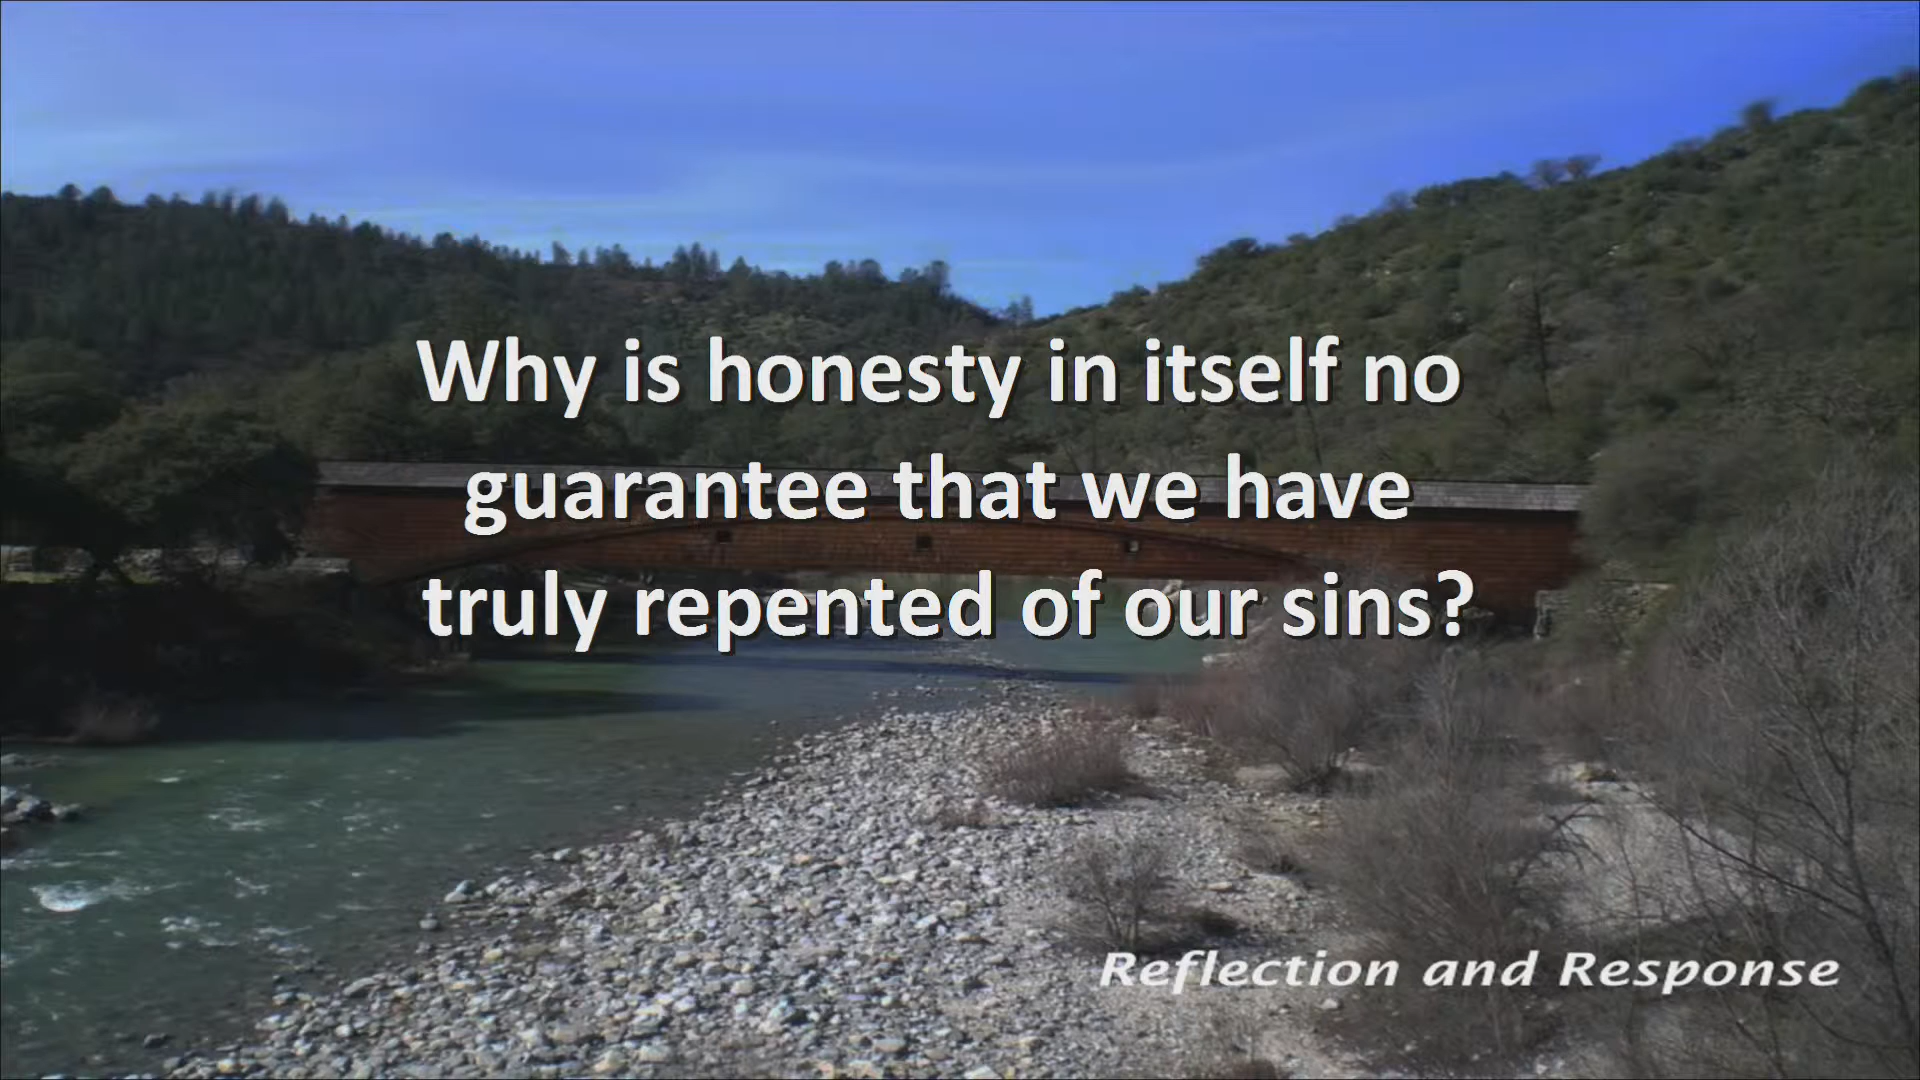 Why is honesty in itself no
guarantee that we have
truly repented of our sins?
Reflection and Response